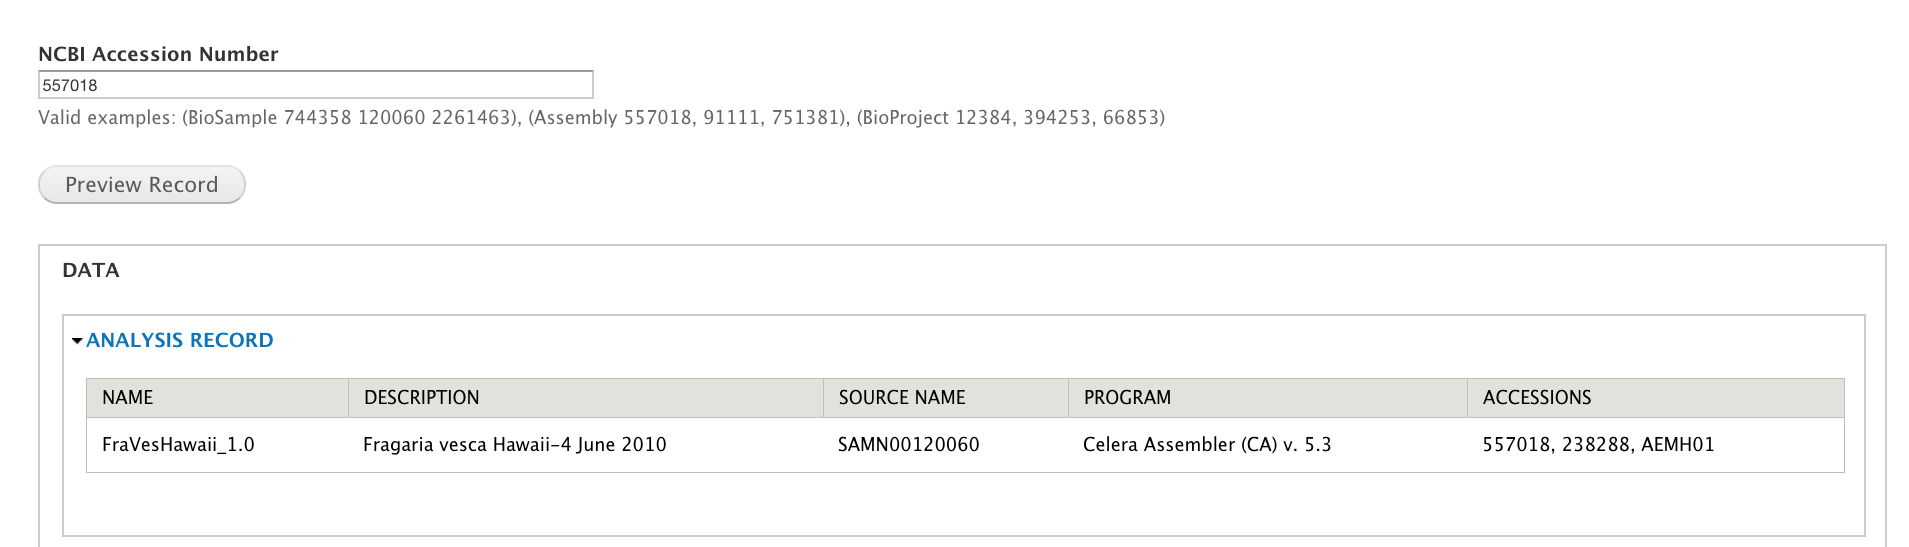 NCBI Accession Number
557018
Valid examples: (BioSample 744358 120060 2261463), (Assembly 557018, 91111, 751381), (BioProject 12384, 394253, 66853)
Preview Record
DATA
ANALYSIS RECORD
NAME DESCRIPTION SOURCE NAME PROGRAM ACCESSIONS
FraVesHawaii_1.0 Fragaria vesca Hawaii-4 June 2010 SAMN00120060 Celera Assembler (CA) v. 5.3 557018, 238288, AEMH01